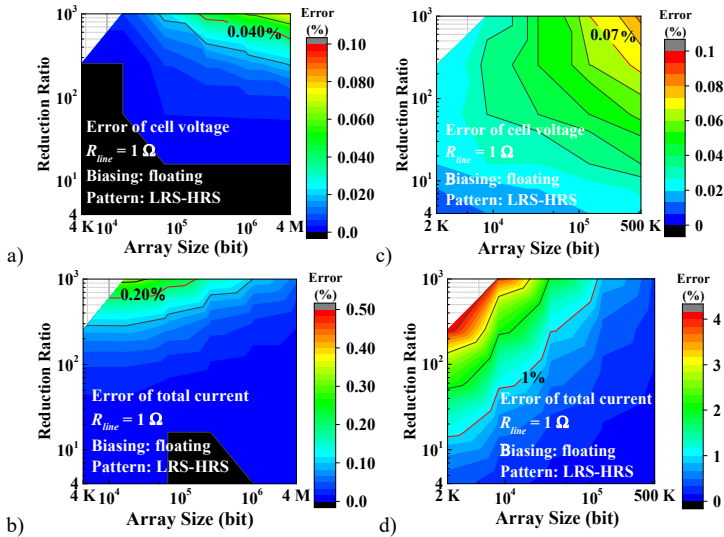 Error
(%)
0.040%
10³
0.10
0.080
0.060
0.040
0.020
0.0
Reduction Ratio
10²
10¹
4
Error of cell voltage
R_line = 1 Ω
Biasing: floating
Pattern: LRS-HRS
4 K 10⁴ 10⁵ 10⁶ 4 M
a)
Array Size (bit)
Error
(%)
0.07%
10³
0.1
0.08
0.06
0.04
0.02
0
Reduction Ratio
10²
10¹
4
Error of cell voltage
R_line = 1 Ω
Biasing: floating
Pattern: LRS-HRS
2 K 10⁴ 10⁵ 500 K
c)
Array Size (bit)
Error
(%)
0.20%
10³
0.50
0.40
0.30
0.20
0.10
0.0
Reduction Ratio
10²
10¹
4
Error of total current
R_line = 1 Ω
Biasing: floating
Pattern: LRS-HRS
4 K 10⁴ 10⁵ 10⁶ 4 M
b)
Array Size (bit)
Error
(%)
1%
10³
4
3
2
1
0
Reduction Ratio
10²
10¹
4
Error of total current
R_line = 1 Ω
Biasing: floating
Pattern: LRS-HRS
2 K 10⁴ 10⁵ 500 K
d)
Array Size (bit)